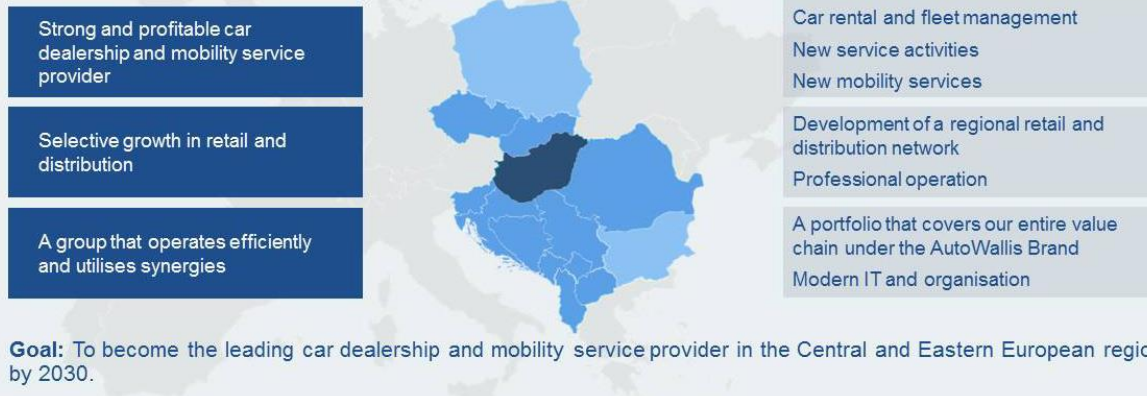 Strong and profitable car
dealership and mobility service
provider
Selective growth in retail and
distribution
A group that operates efficiently
and utilises synergies
Car rental and fleet management
New service activities
New mobility services
Development of a regional retail and
distribution network
Professional operation
A portfolio that covers our entire value
chain under the AutoWallis Brand
Modern IT and organisation
Goal: To become the leading car dealership and mobility service provider in the Central and Eastern European regio
by 2030.